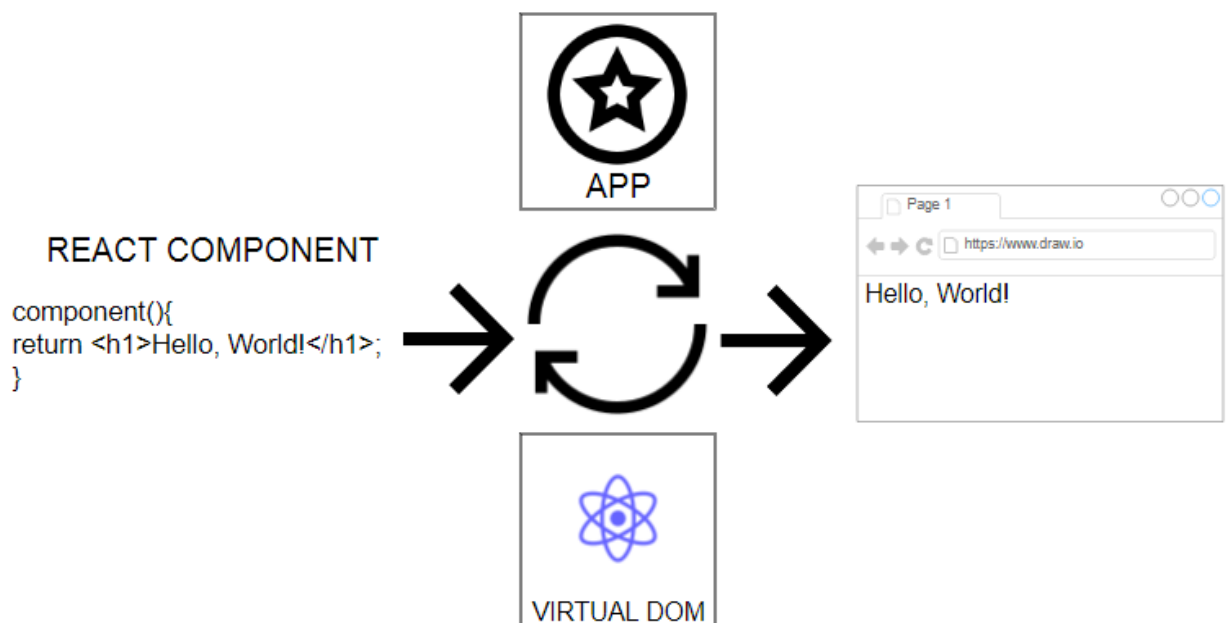 APP
REACT COMPONENT
component(){
return <h1>Hello, World!</h1>;
}
Page 1
https://www.draw.io
Hello, World!
VIRTUAL DOM